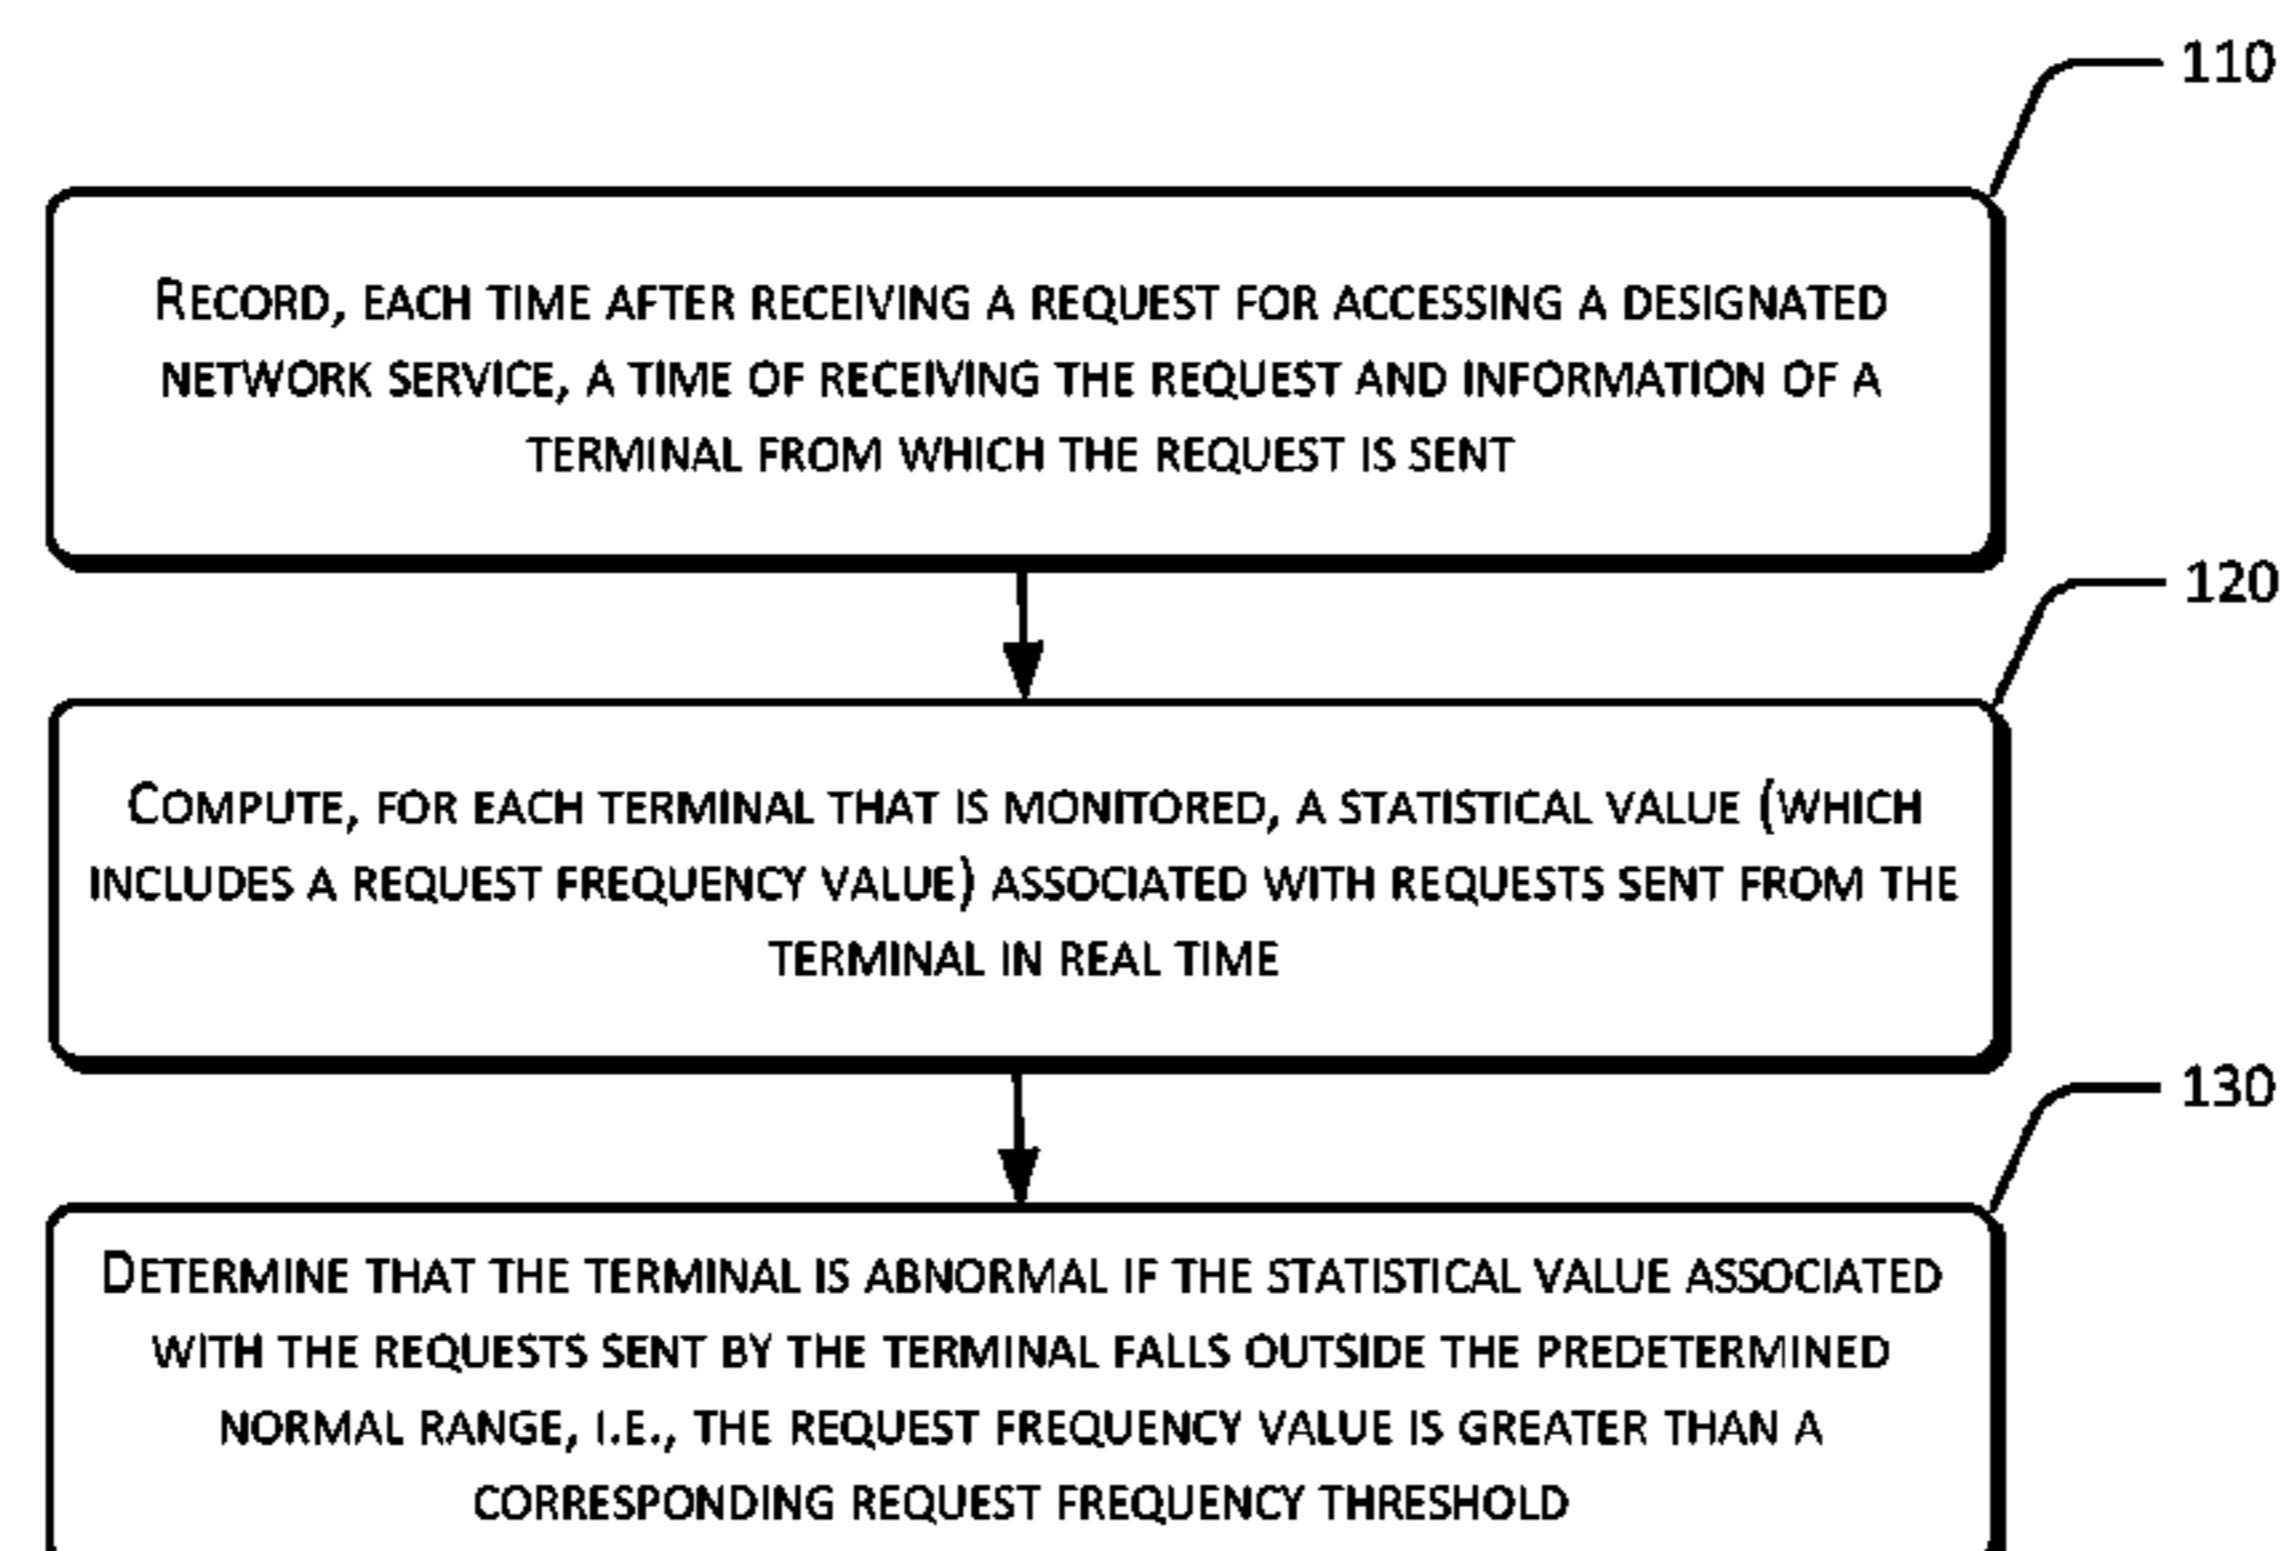 110
RECORD, EACH TIME AFTER RECEIVING A REQUEST FOR ACCESSING A DESIGNATED
NETWORK SERVICE, A TIME OF RECEIVING THE REQUEST AND INFORMATION OF A
TERMINAL FROM WHICH THE REQUEST IS SENT
120
COMPUTE, FOR EACH TERMINAL THAT IS MONITORED, A STATISTICAL VALUE (WHICH
INCLUDES A REQUEST FREQUENCY VALUE) ASSOCIATED WITH REQUESTS SENT FROM THE
TERMINAL IN REAL TIME
130
DETERMINE THAT THE TERMINAL IS ABNORMAL IF THE STATISTICAL VALUE ASSOCIATED
WITH THE REQUESTS SENT BY THE TERMINAL FALLS OUTSIDE THE PREDETERMINED
NORMAL RANGE, I.E., THE REQUEST FREQUENCY VALUE IS GREATER THAN A
CORRESPONDING REQUEST FREQUENCY THRESHOLD